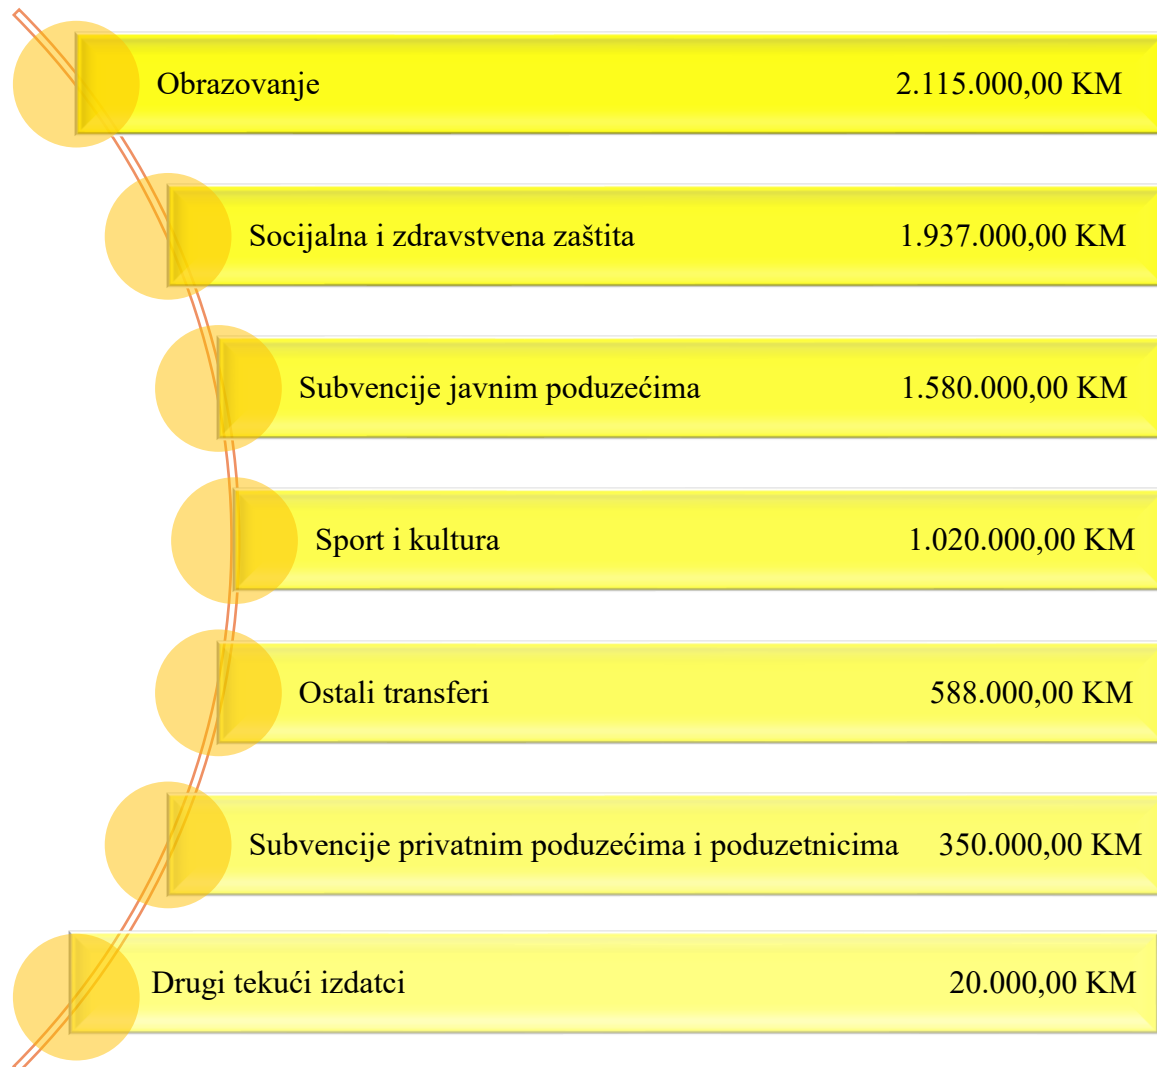 Obrazovanje 2.115.000,00 KM
Socijalna i zdravstvena zaštita 1.937.000,00 KM
Subvencije javnim poduzećima 1.580.000,00 KM
Sport i kultura 1.020.000,00 KM
Ostali transferi 588.000,00 KM
Subvencije privatnim poduzećima i poduzetnicima 350.000,00 KM
Drugi tekući izdatci 20.000,00 KM